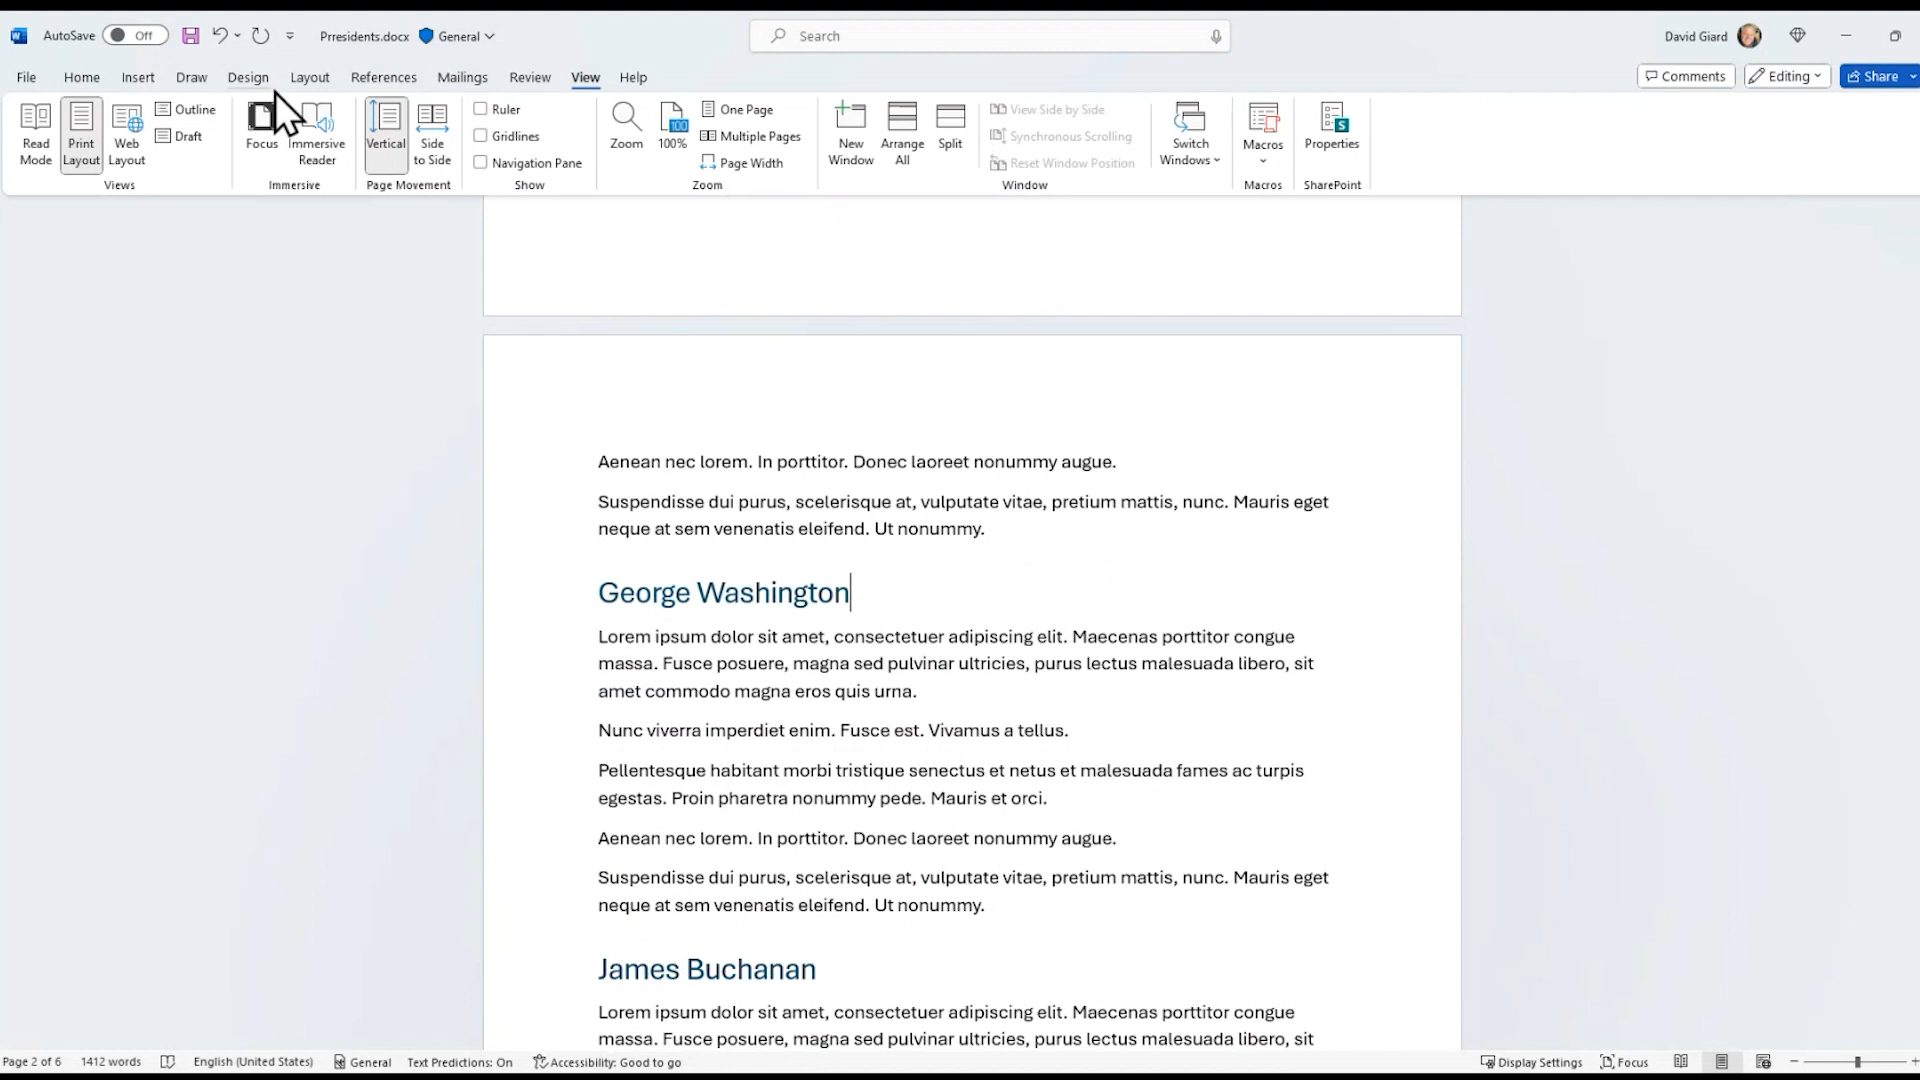 AutoSave Off Prresidents.docx General Search David Giard
File Home Insert Draw Design Layout References Mailings Review View Help Comments Editing Share
Read Mode
Print Layout
Web Layout
Outline
Draft
Views
Focus
Immersive Reader
Immersive
Vertical
Side to Side
Page Movement
Ruler
Gridlines
Navigation Pane
Show
Zoom
100
100%
One Page
Multiple Pages
Page Width
Zoom
New Window
Arrange All
Split
View Side by Side
Synchronous Scrolling
Reset Window Position
Switch Windows
Window
Macros
Macros
S
Properties
SharePoint
Aenean nec lorem. In porttitor. Donec laoreet nonummy augue.
Suspendisse dui purus, scelerisque at, vulputate vitae, pretium mattis, nunc. Mauris eget
neque at sem venenatis eleifend. Ut nonummy.
George Washington
Lorem ipsum dolor sit amet, consectetuer adipiscing elit. Maecenas porttitor congue
massa. Fusce posuere, magna sed pulvinar ultricies, purus lectus malesuada libero, sit
amet commodo magna eros quis urna.
Nunc viverra imperdiet enim. Fusce est. Vivamus a tellus.
Pellentesque habitant morbi tristique senectus et netus et malesuada fames ac turpis
egestas. Proin pharetra nonummy pede. Mauris et orci.
Aenean nec lorem. In porttitor. Donec laoreet nonummy augue.
Suspendisse dui purus, scelerisque at, vulputate vitae, pretium mattis, nunc. Mauris eget
neque at sem venenatis eleifend. Ut nonummy.
James Buchanan
Lorem ipsum dolor sit amet, consectetuer adipiscing elit. Maecenas porttitor congue
massa. Fusce posuere, magna sed pulvinar ultricies, purus lectus malesuada libero, sit
Page 2 of 6 1412 words English (United States) General Text Predictions: On Accessibility: Good to go Display Settings Focus